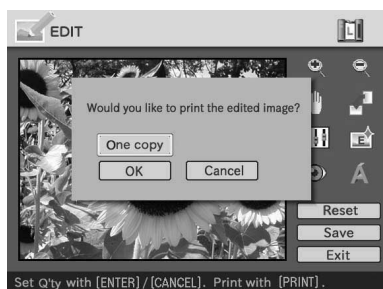 EDIT
L
Would you like to print the edited image?
One copy
OK
Cancel
E
A
Reset
Save
Exit
Set Q'ty with [ENTER]/[CANCEL]. Print with [PRINT].